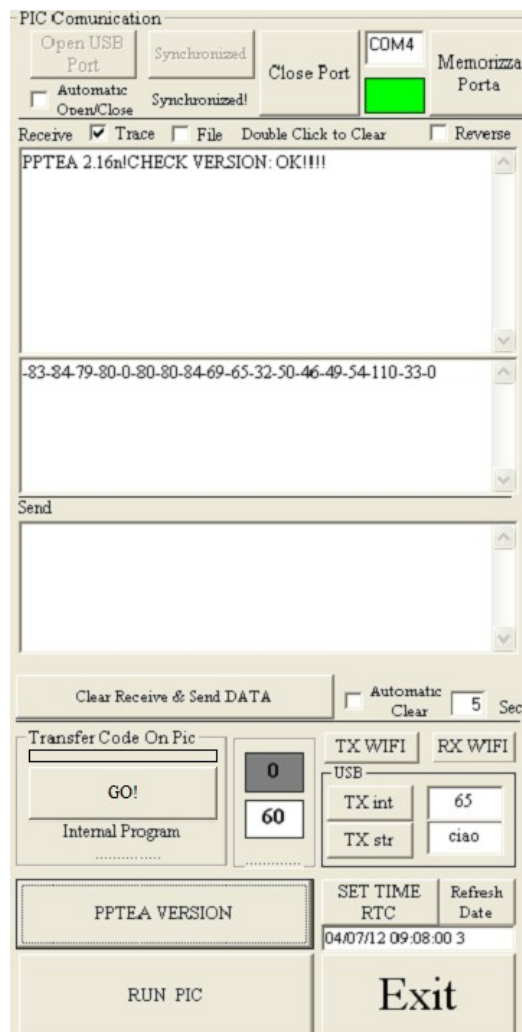 PIC Comunication
Open USB Port
Synchronized
Close Port
COM4
Memorizza Porta
Automatic Open/Close
Synchronized!
Receive
Trace
File
Double Click to Clear
Reverse
PPTEA 2.16n!CHECK VERSION: OK!!!!!
-83-84-79-80-0-80-80-84-69-65-32-50-46-49-54-110-33-0
Send
Clear Receive & Send DATA
Automatic Clear
5
Sec
Transfer Code On Pic
GO!
Internal Program
...............
0
60
............
TX WIFI
RX WIFI
USB
TX int
65
TX str
ciao
PPTEA VERSION
SET TIME RTC
Refresh Date
04/07/12 09:08:00 3
RUN PIC
Exit